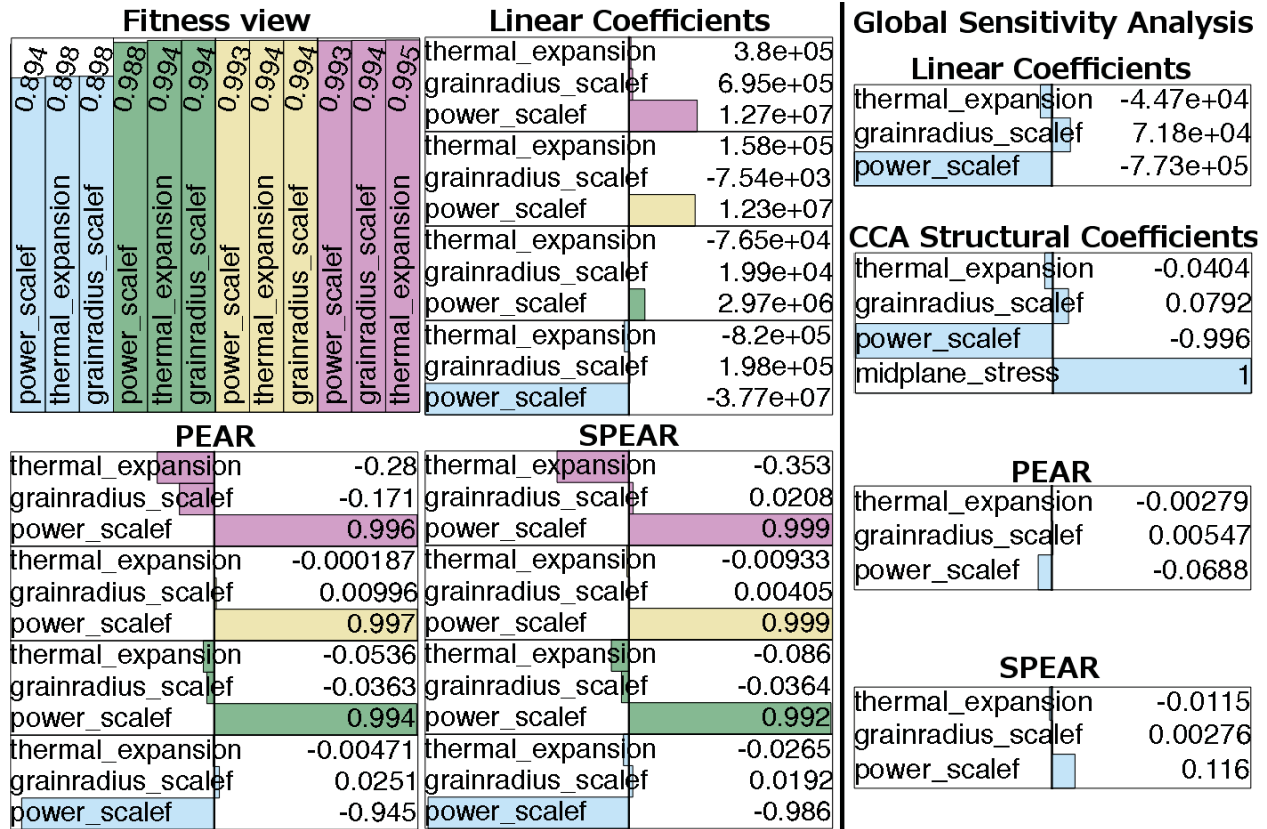 Fitness view
0.894 power_scalef
0.898 thermal_expansion
0.898 grainradius_scalef
0.988 power_scalef
0.994 thermal_expansion
0.994 grainradius_scalef
0.993 power_scalef
0.994 thermal_expansion
0.994 grainradius_scalef
0.993 power_scalef
0.994 grainradius_scalef
0.995 thermal_expansion
Linear Coefficients
thermal_expansion 3.8e+05
grainradius_scalef 6.95e+05
power_scalef 1.27e+07
thermal_expansion 1.58e+05
grainradius_scalef -7.54e+03
power_scalef 1.23e+07
thermal_expansion -7.65e+04
grainradius_scalef 1.99e+04
power_scalef 2.97e+06
thermal_expansion -8.2e+05
grainradius_scalef 1.98e+05
power_scalef -3.77e+07
PEAR
thermal_expansion -0.28
grainradius_scalef -0.171
power_scalef 0.996
thermal_expansion -0.000187
grainradius_scalef 0.00996
power_scalef 0.997
thermal_expansion -0.0536
grainradius_scalef -0.0363
power_scalef 0.994
thermal_expansion -0.00471
grainradius_scalef 0.0251
power_scalef -0.945
SPEAR
thermal_expansion -0.353
grainradius_scalef 0.0208
power_scalef 0.999
thermal_expansion -0.00933
grainradius_scalef 0.00405
power_scalef 0.999
thermal_expansion -0.086
grainradius_scalef -0.0364
power_scalef 0.992
thermal_expansion -0.0265
grainradius_scalef 0.0192
power_scalef -0.986
Global Sensitivity Analysis
Linear Coefficients
thermal_expansion -4.47e+04
grainradius_scalef 7.18e+04
power_scalef -7.73e+05
CCA Structural Coefficients
thermal_expansion -0.0404
grainradius_scalef 0.0792
power_scalef -0.996
midplane_stress 1
PEAR
thermal_expansion -0.00279
grainradius_scalef 0.00547
power_scalef -0.0688
SPEAR
thermal_expansion -0.0115
grainradius_scalef 0.00276
power_scalef 0.116